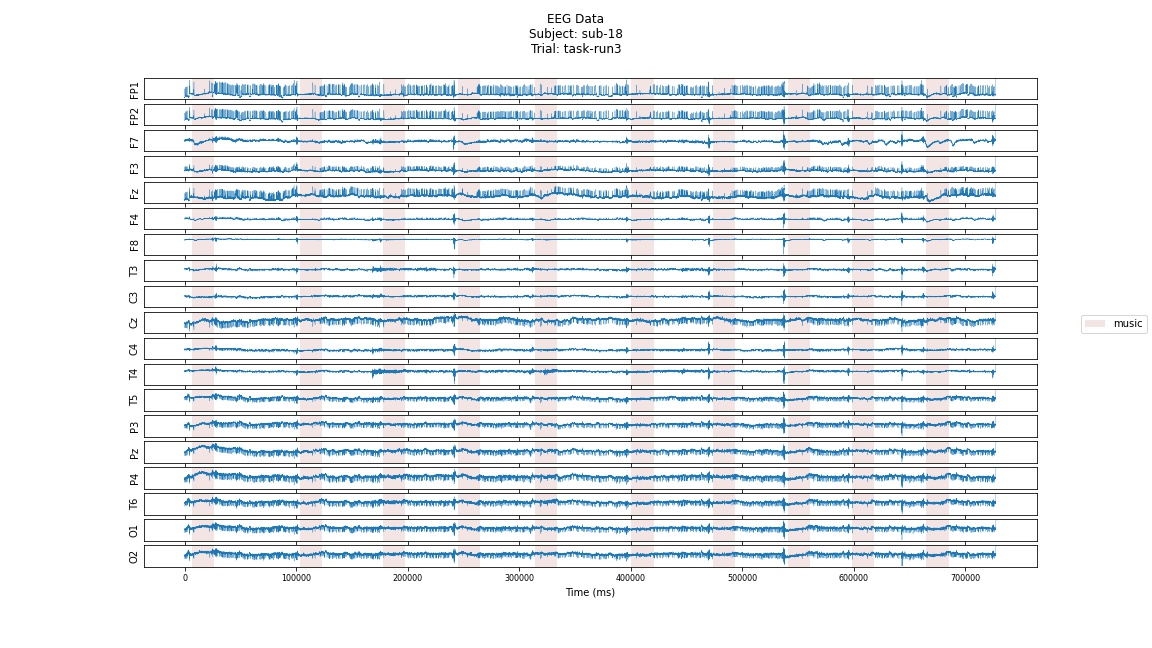 EEG Data
Subject: sub-18
Trial: task-run3
FP1
FP2
F7
F3
Fz
F4
F8
T3
C3
Cz
C4
T4
T5
P3
Pz
P4
T6
O1
O2
music
0 100000 200000 300000 400000 500000 600000 700000
Time (ms)